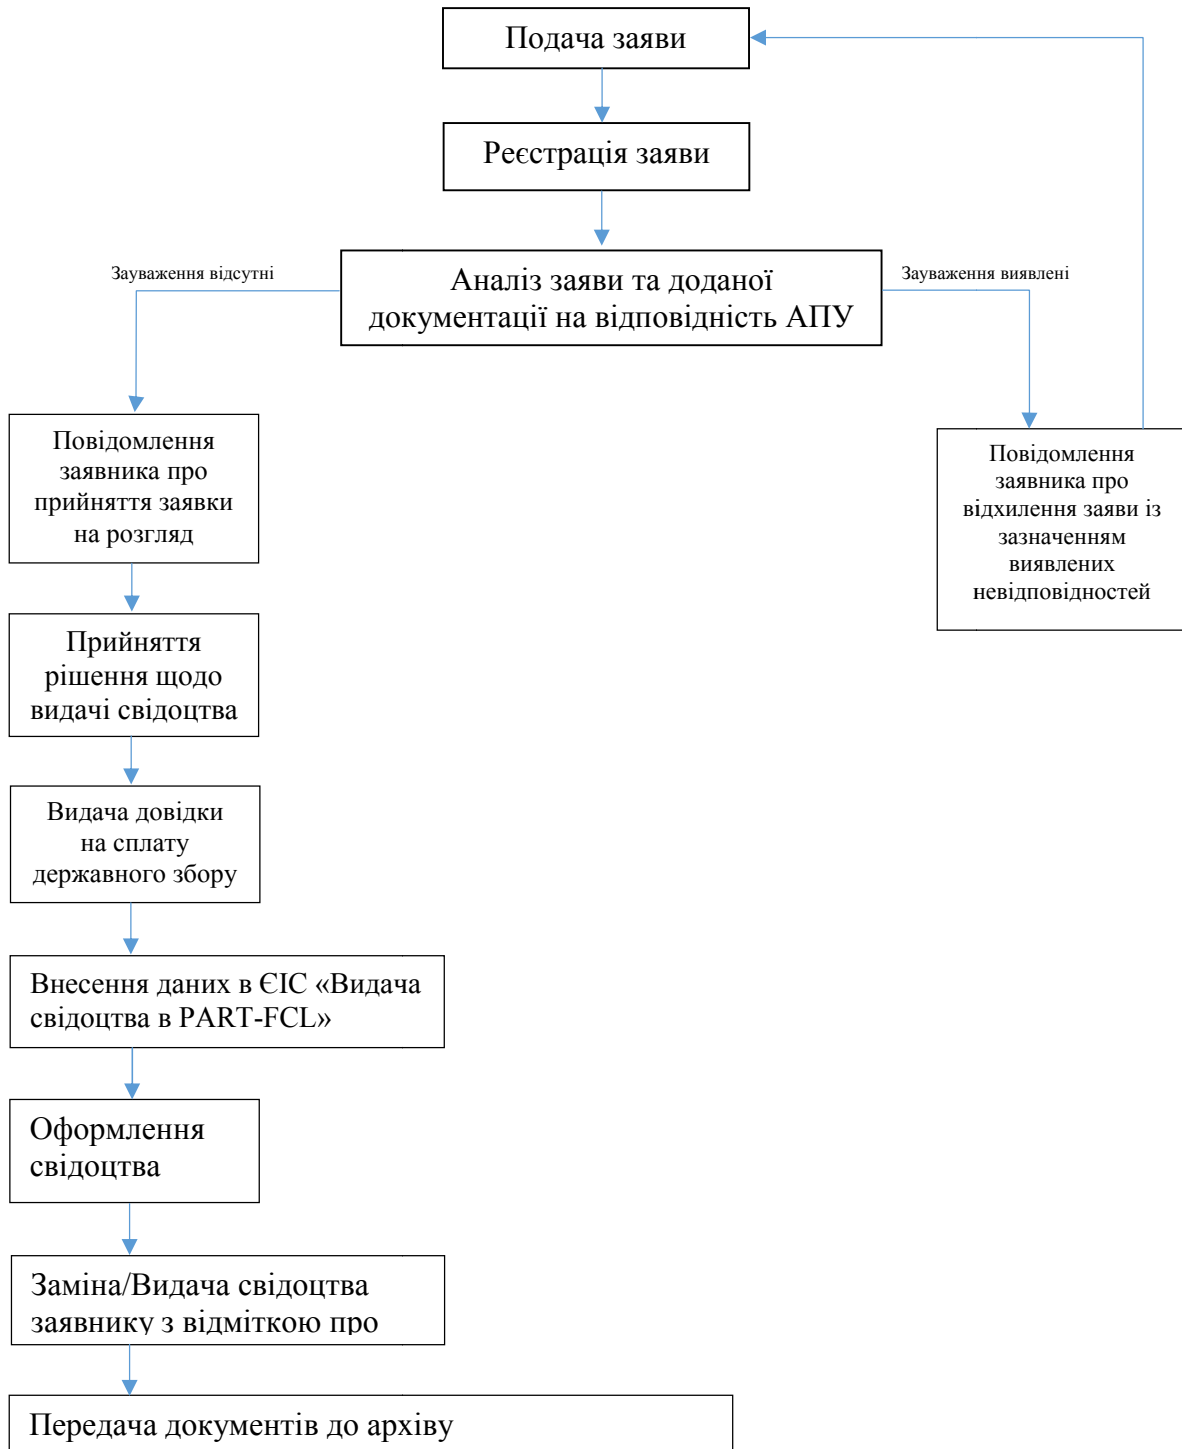 Подача заяви
Реєстрація заяви
Зауваження відсутні
Аналіз заяви та доданої
документації на відповідність АПУ
Зауваження виявлені
Повідомлення
заявника про
прийняття заявки
на розгляд
Повідомлення
заявника про
відхилення заяви із
зазначенням
виявлених
невідповідностей
Прийняття
рішення щодо
видачі свідоцтва
Видача довідки
на сплату
державного збору
Внесення даних в ЄІС «Видача
свідоцтва в PART-FCL»
Оформлення
свідоцтва
Заміна/Видача свідоцтва
заявнику з відміткою про
Передача документів до архіву